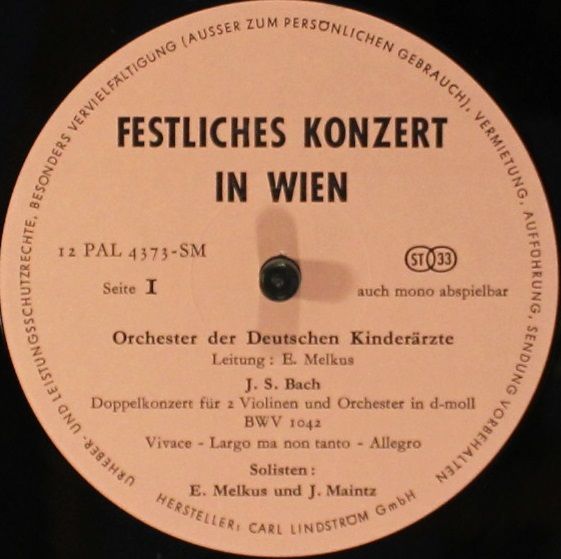 URHEBER- UND LEISTUNGSSCHUTZRECHTE, BESONDERS VERVIELFÄLTIGUNG (AUSSER ZUM PERSÖNLICHEN GEBRAUCH), VERMIETUNG, AUFFÜHRUNG, SENDUNG VORBEHALTEN
FESTLICHES KONZERT
IN WIEN
12 PAL 4373-SM
ST 33
Seite I
auch mono abspielbar
Orchester der Deutschen Kinderärzte
Leitung: E. Melkus
J. S. Bach
Doppelkonzert für 2 Violinen und Orchester in d-moll
BWV 1042
Vivace - Largo ma non tanto - Allegro
Solisten:
E. Melkus und J. Maintz
HERSTELLER: CARL LINDSTRÖM GmbH